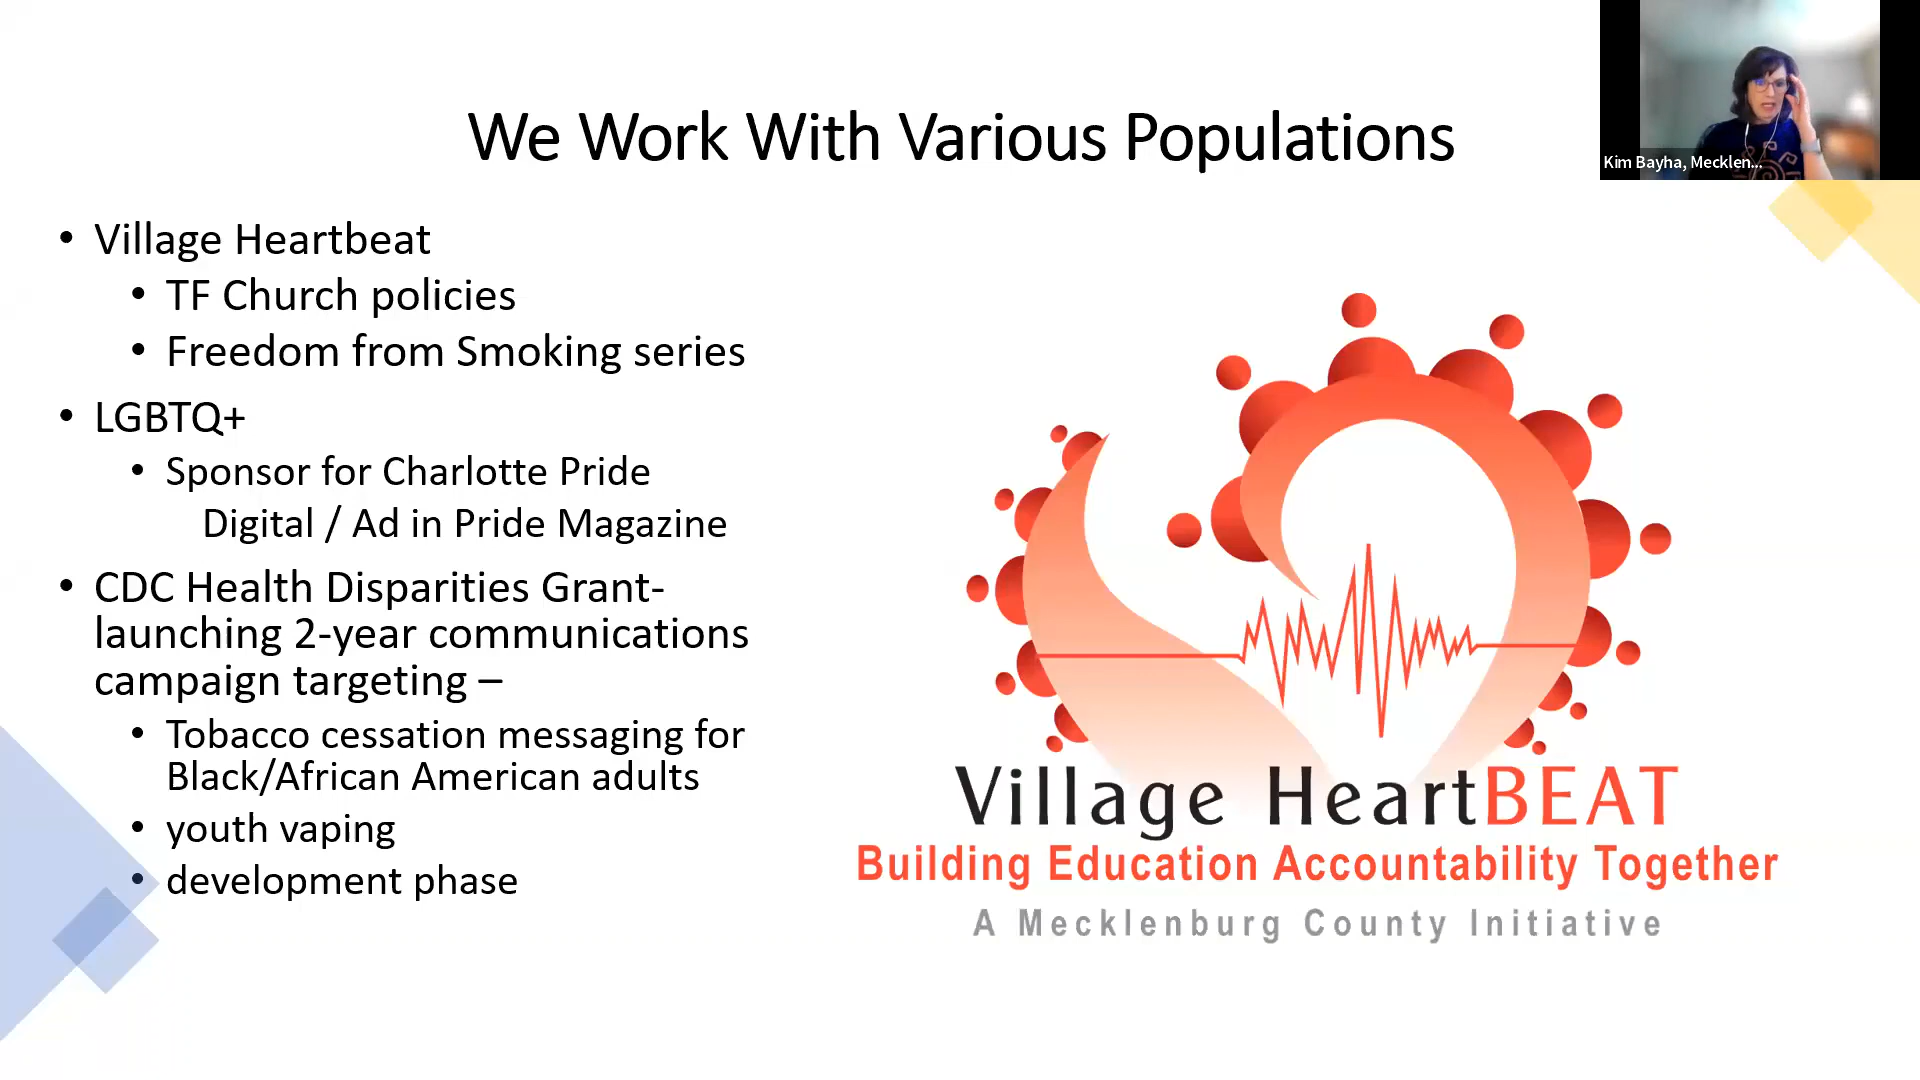 Kim Bayha, Mecklen...
We Work With Various Populations
• Village Heartbeat
• TF Church policies
• Freedom from Smoking series
• LGBTQ+
• Sponsor for Charlotte Pride
Digital / Ad in Pride Magazine
• CDC Health Disparities Grant-
launching 2-year communications
campaign targeting –
• Tobacco cessation messaging for
Black/African American adults
• youth vaping
• development phase
Village HeartBEAT
Building Education Accountability Together
A Mecklenburg County Initiative